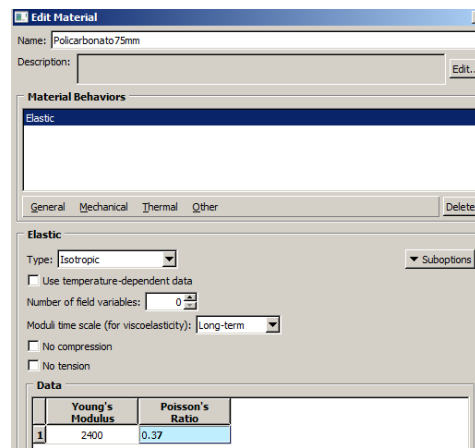 Edit Material
Name: Policarbonato75mm
Description:
Edit...
Material Behaviors
Elastic
General Mechanical Thermal Other Delete
Elastic
Type: Isotropic Suboptions
Use temperature-dependent data
Number of field variables: 0
Moduli time scale (for viscoelasticity): Long-term
No compression
No tension
Data
Young's Modulus Poisson's Ratio
1 2400 0.37